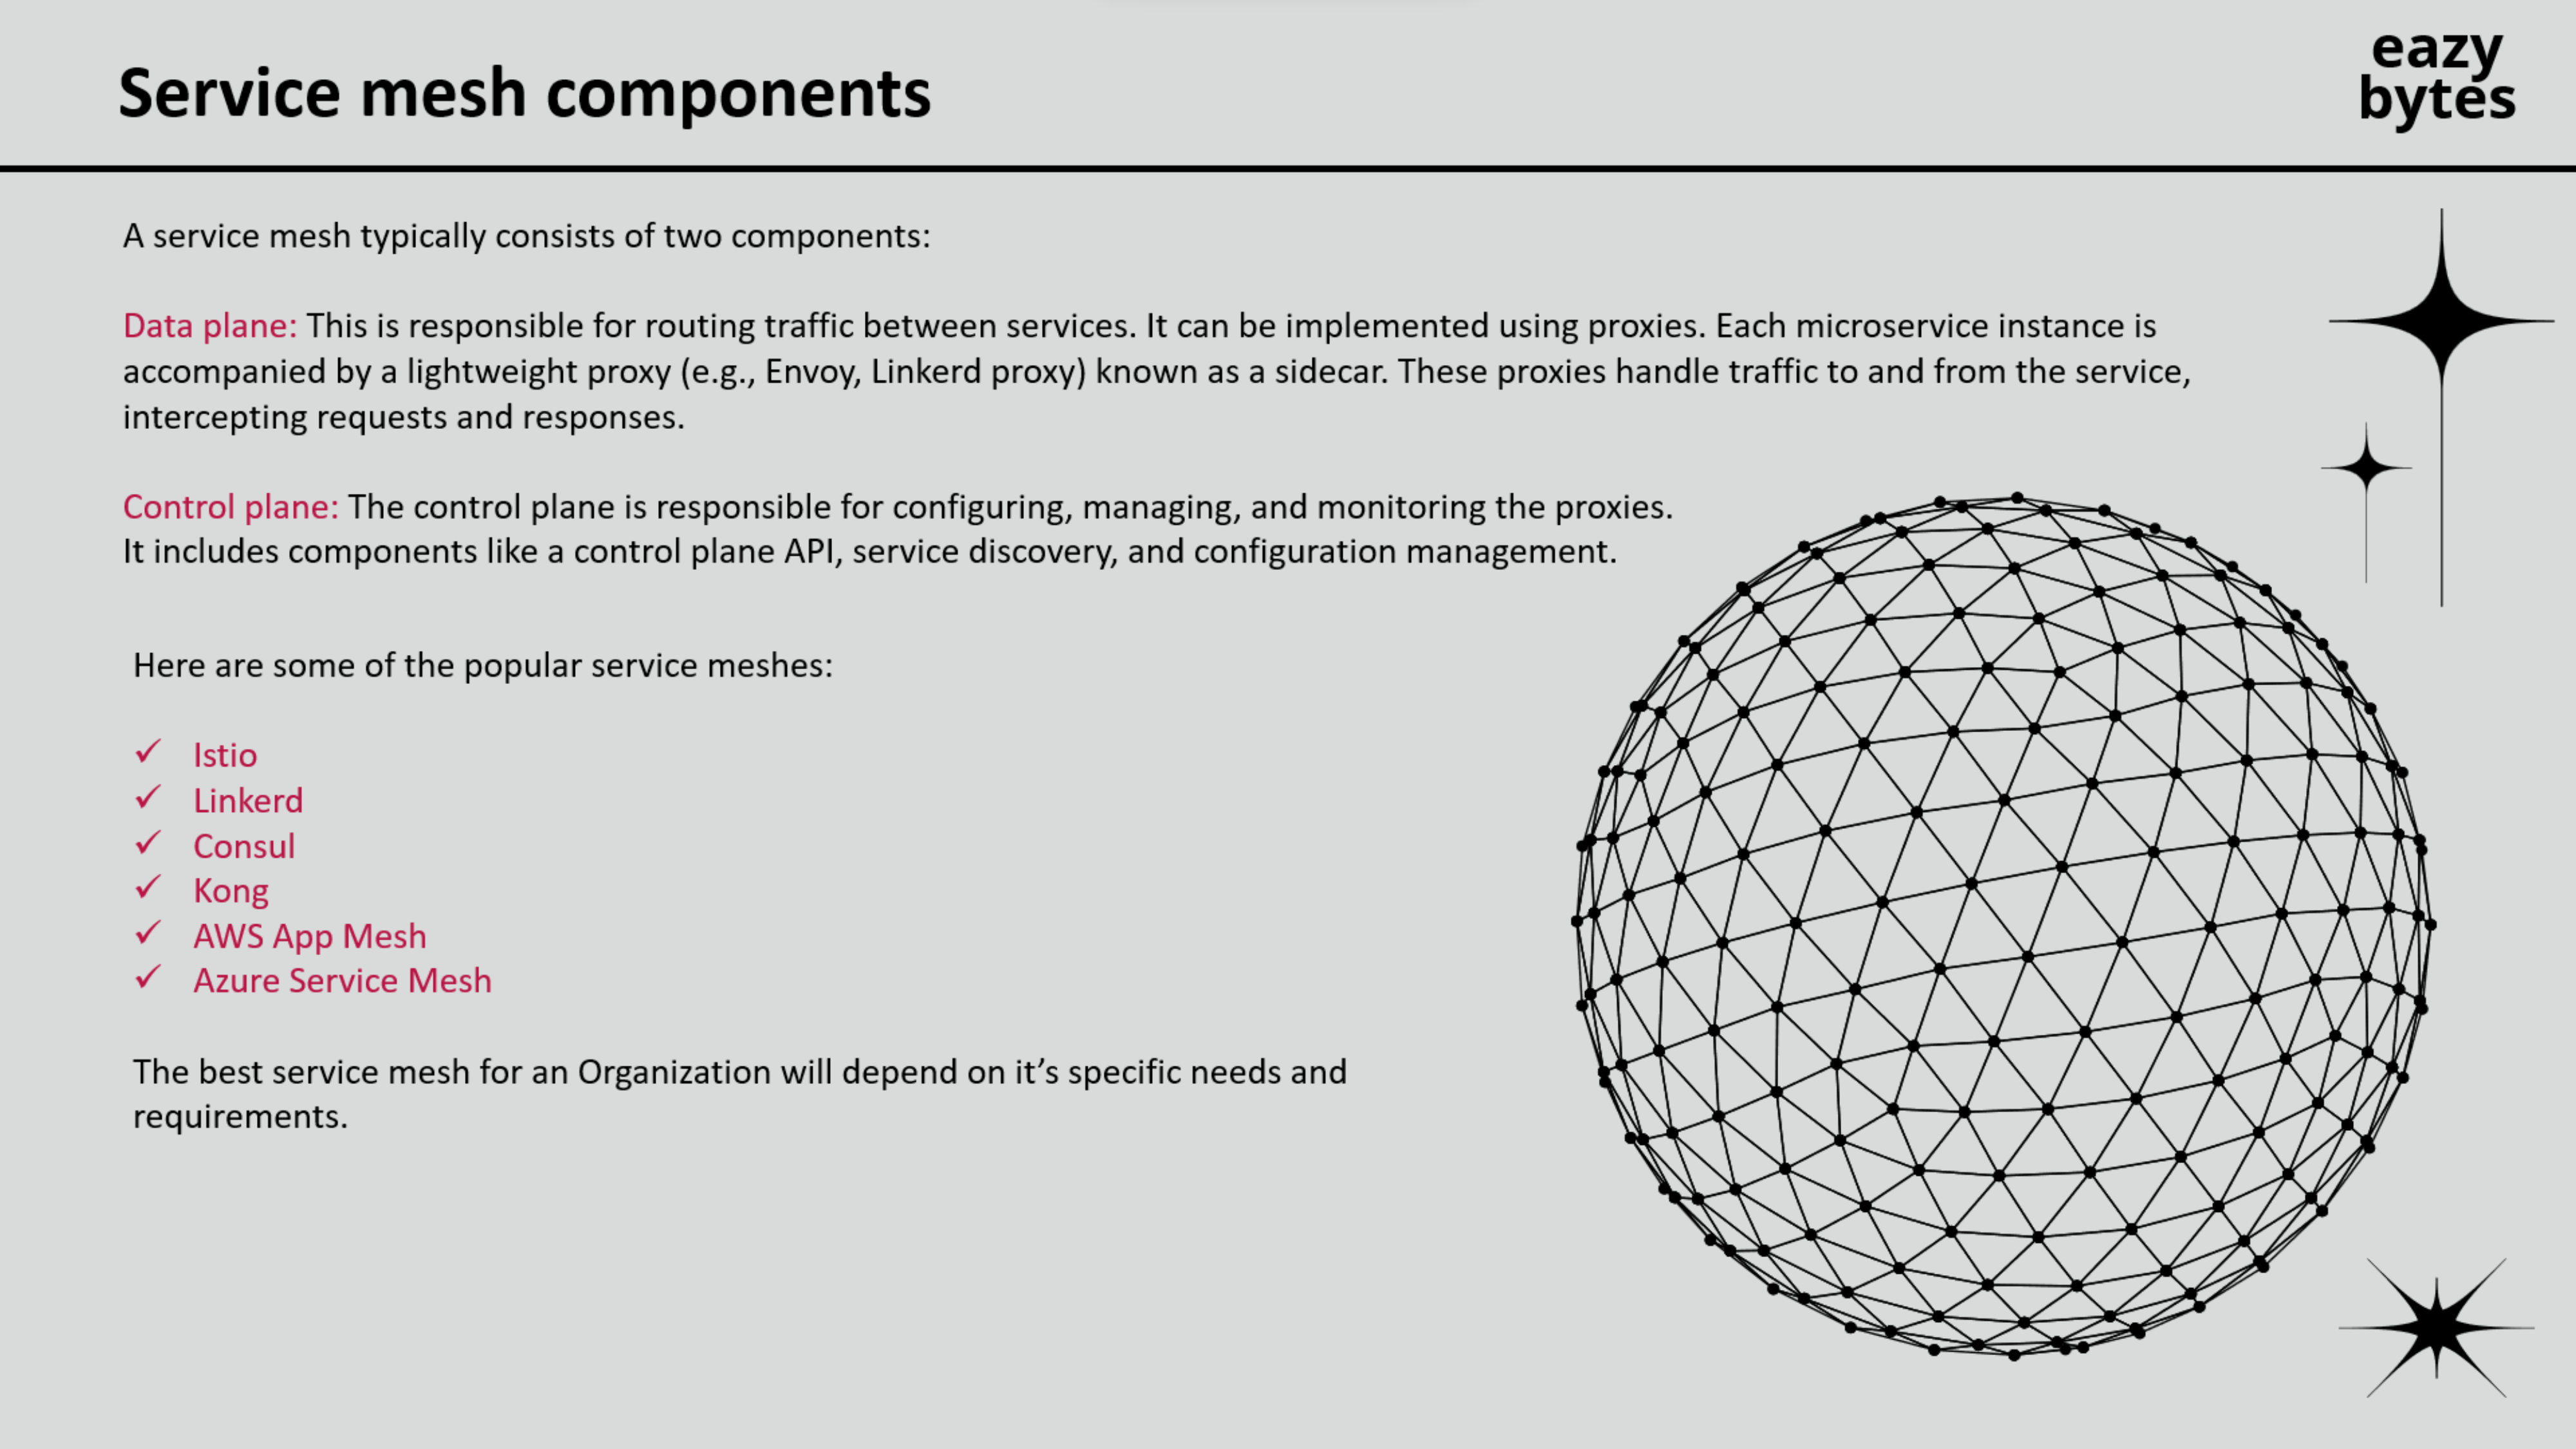 Service mesh components
eazy
bytes
A service mesh typically consists of two components:
Data plane: This is responsible for routing traffic between services. It can be implemented using proxies. Each microservice instance is
accompanied by a lightweight proxy (e.g., Envoy, Linkerd proxy) known as a sidecar. These proxies handle traffic to and from the service,
intercepting requests and responses.
Control plane: The control plane is responsible for configuring, managing, and monitoring the proxies.
It includes components like a control plane API, service discovery, and configuration management.
Here are some of the popular service meshes:
✓ Istio
✓ Linkerd
✓ Consul
✓ Kong
✓ AWS App Mesh
✓ Azure Service Mesh
The best service mesh for an Organization will depend on it’s specific needs and
requirements.